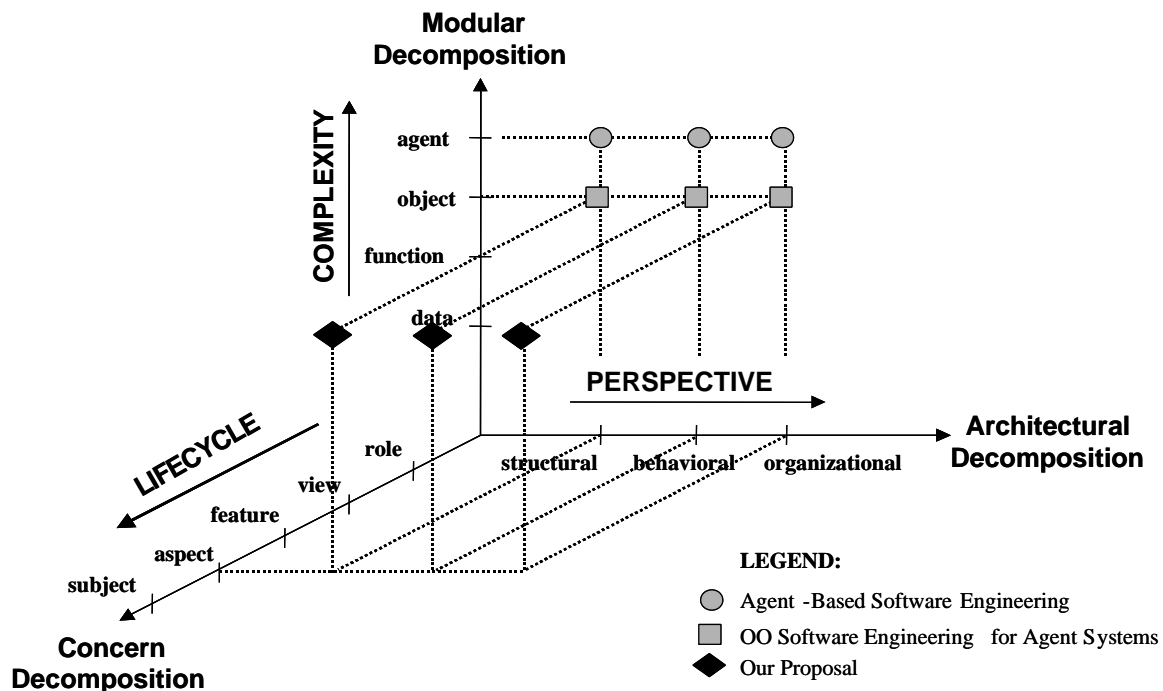 Modular
Decomposition
COMPLEXITY
agent
object
function
data
PERSPECTIVE
LIFECYCLE
role
view
feature
aspect
subject
structural
behavioral
organizational
Architectural
Decomposition
Concern
Decomposition
LEGEND:
Agent -Based Software Engineering
OO Software Engineering for Agent Systems
Our Proposal